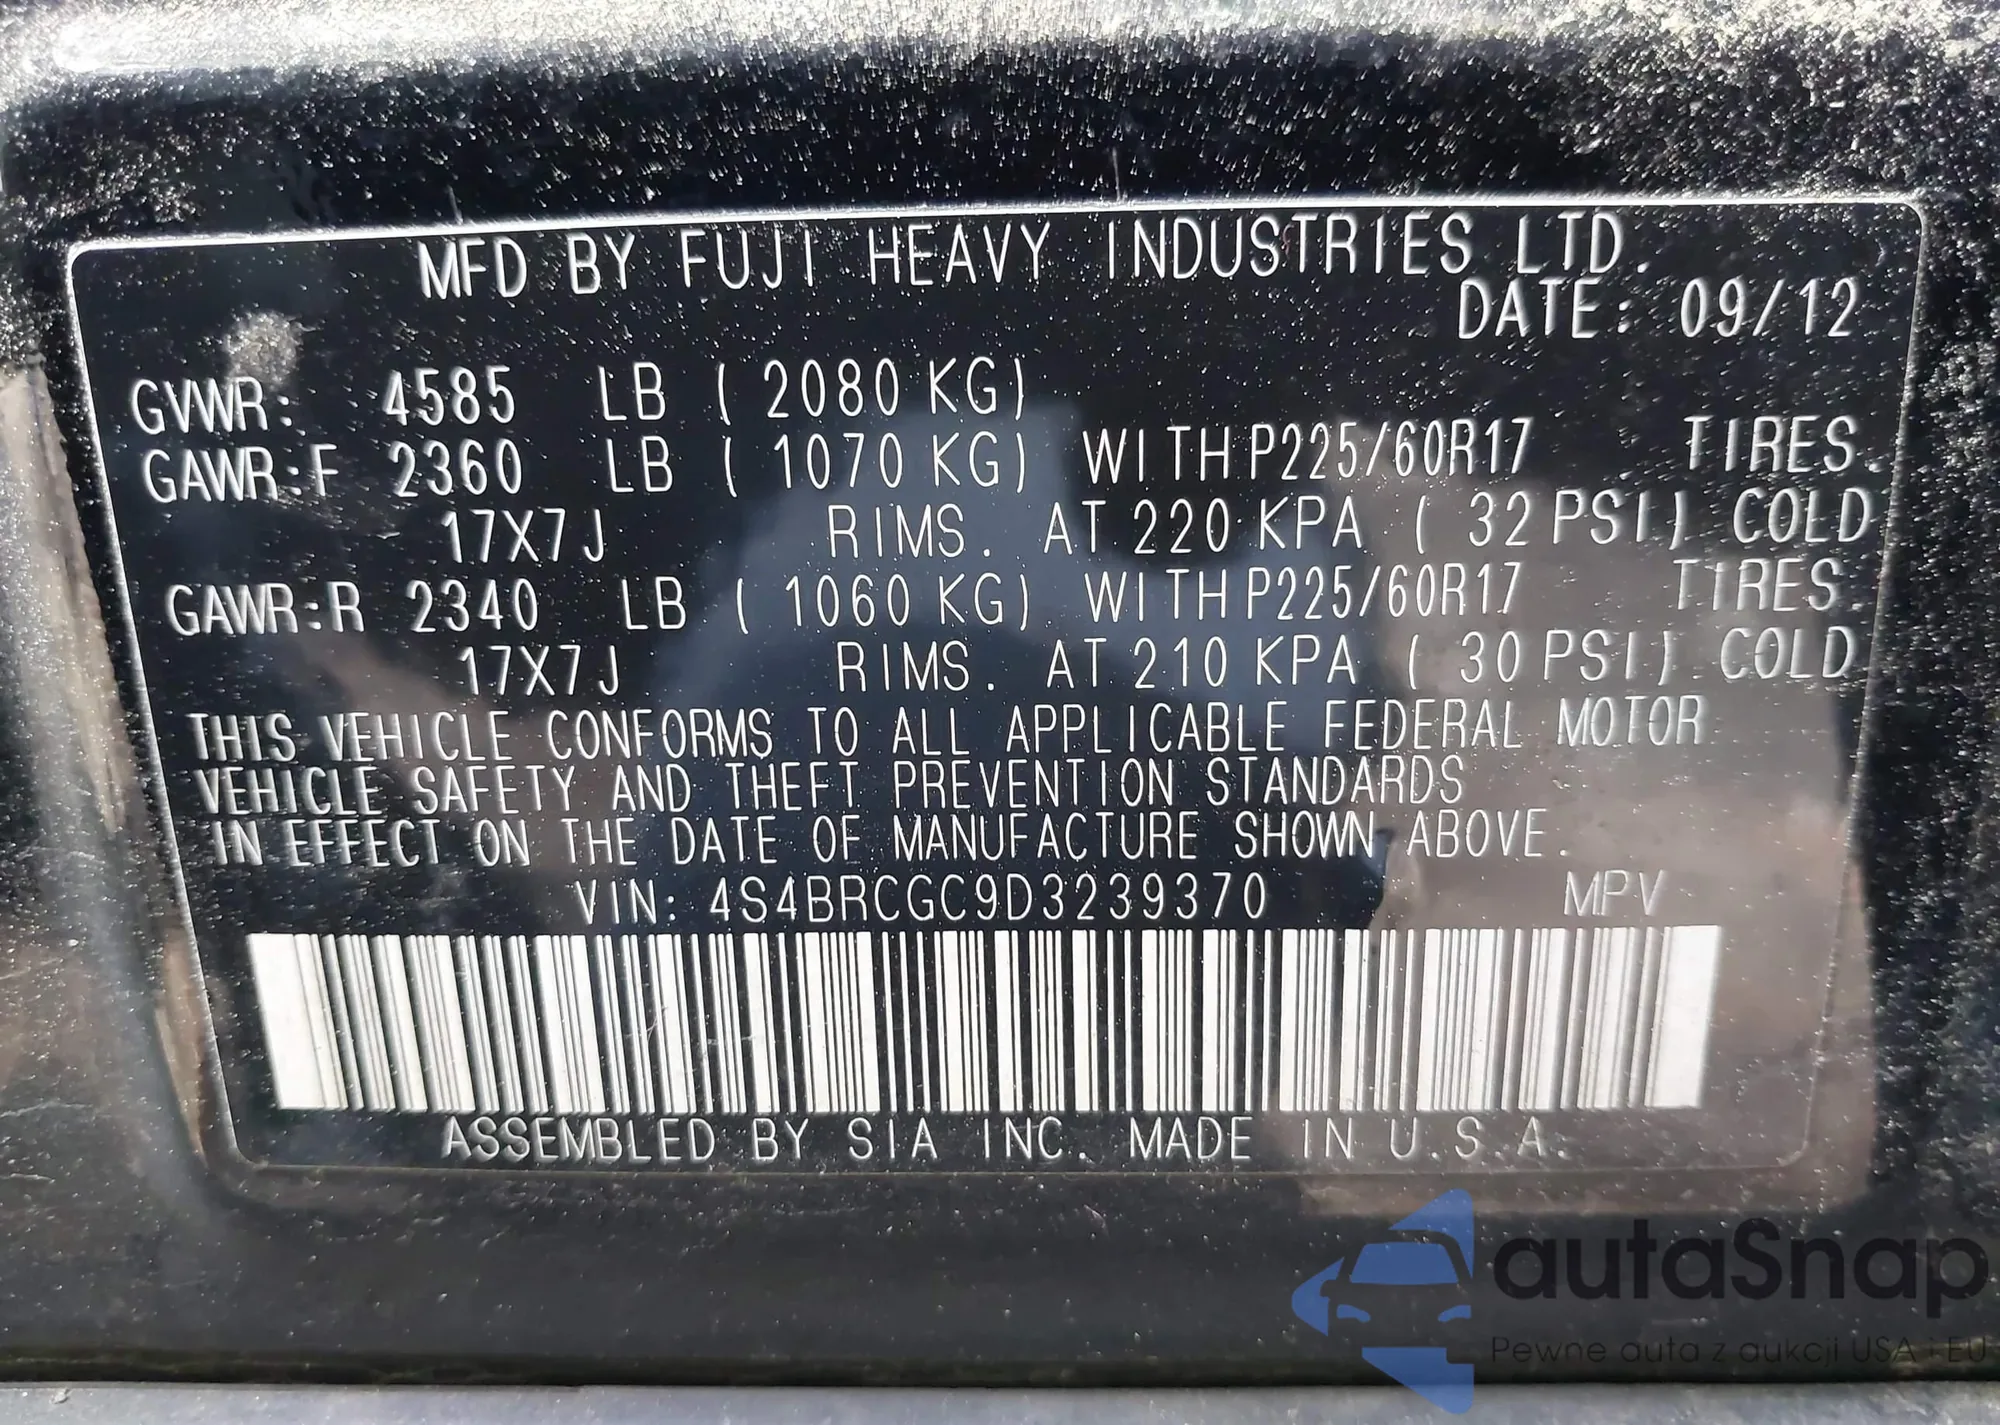 MFD BY FUJI HEAVY INDUSTRIES LTD.
DATE: 09/12
GVWR: 4585 LB ( 2080 KG)
GAWR:F 2360 LB ( 1070 KG) WITH P225/60R17 TIRES.
17X7J RIMS. AT 220 KPA ( 32 PSI) COLD
GAWR:R 2340 LB ( 1060 KG) WITH P225/60R17 TIRES.
17X7J RIMS. AT 210 KPA ( 30 PSI) COLD
THIS VEHICLE CONFORMS TO ALL APPLICABLE FEDERAL MOTOR
VEHICLE SAFETY AND THEFT PREVENTION STANDARDS
IN EFFECT ON THE DATE OF MANUFACTURE SHOWN ABOVE.
VIN: 4S4BRCGC9D3239370 MPV
ASSEMBLED BY SIA INC. MADE IN U.S.A.
autaSnap
Pewne auta z aukcji USA i EU